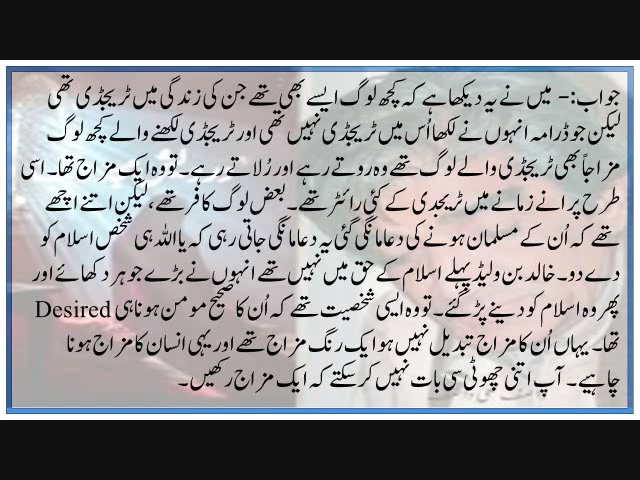 جواب:- میں نے یہ دیکھا ہے کہ کچھ لوگ ایسے بھی تھے جن کی زندگی میں ٹریجڈی تھی
لیکن جو ڈرامہ انہوں نے لکھا اُس میں ٹریجڈی نہیں تھی اور ٹریجڈی لکھنے والے کچھ لوگ
مزاجاً بھی ٹریجڈی والے لوگ تھے وہ روتے رہے اور رُلاتے رہے۔ تو وہ ایک مزاج تھا۔ اسی
طرح پرانے زمانے میں ٹریجدی کے کئی رائٹر تھے۔ بعض لوگ کافر تھے، لیکن اتنے اچھے
تھے کہ اُن کے مسلمان ہونے کی دعا مانگی گئی یہ دعا مانگی جاتی رہی کہ یا اللہ ہی شخص اسلام کو
دے دو۔ خالد بن ولیڈ پہلے اسلام کے حق میں نہیں تھے انہوں نے بڑے جوہر دکھائے اور
پھر وہ اسلام کو دینے پڑ گئے۔ تو وہ ایسی شخصیت تھے کہ اُن کا صحیح مومن ہونا ہی Desired
تھا۔ یہاں اُن کا مزاج تبدیل نہیں ہوا یک رنگ مزاج تھے اور یہی انسان کا مزاج ہونا
چاہیے۔ آپ اتنی چھوٹی سی بات نہیں کر سکتے کہ ایک مزاج رکھیں۔